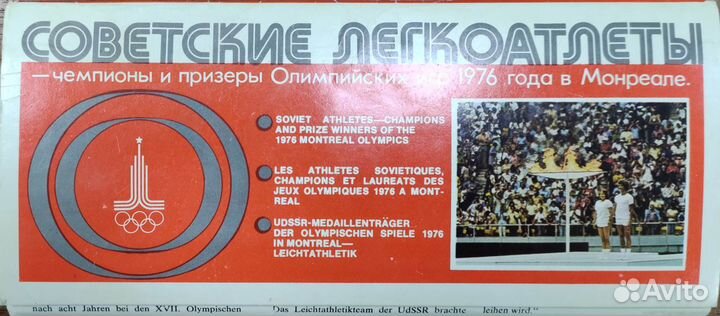 СОВЕТСКИЕ ЛЕГКОАТЛЕТЫ
—чемпионы и призеры Олимпийских игр 1976 года в Монреале.
SOVIET ATHLETES—CHAMPIONS
AND PRIZE WINNERS OF THE
1976 MONTREAL OLYMPICS
LES ATHLETES SOVIETIQUES,
CHAMPIONS ET LAUREATS DES
JEUX OLYMPIQUES 1976 A MONT-
REAL
UDSSR-MEDAILLENTRÄGER
DER OLYMPISCHEN SPIELE 1976
IN MONTREAL—
LEICHTATHLETIK
nach acht Jahren bei den XVII. Olympischen
Das Leichtathletikteam der UdSSR brachte
leihen wird."
Avito